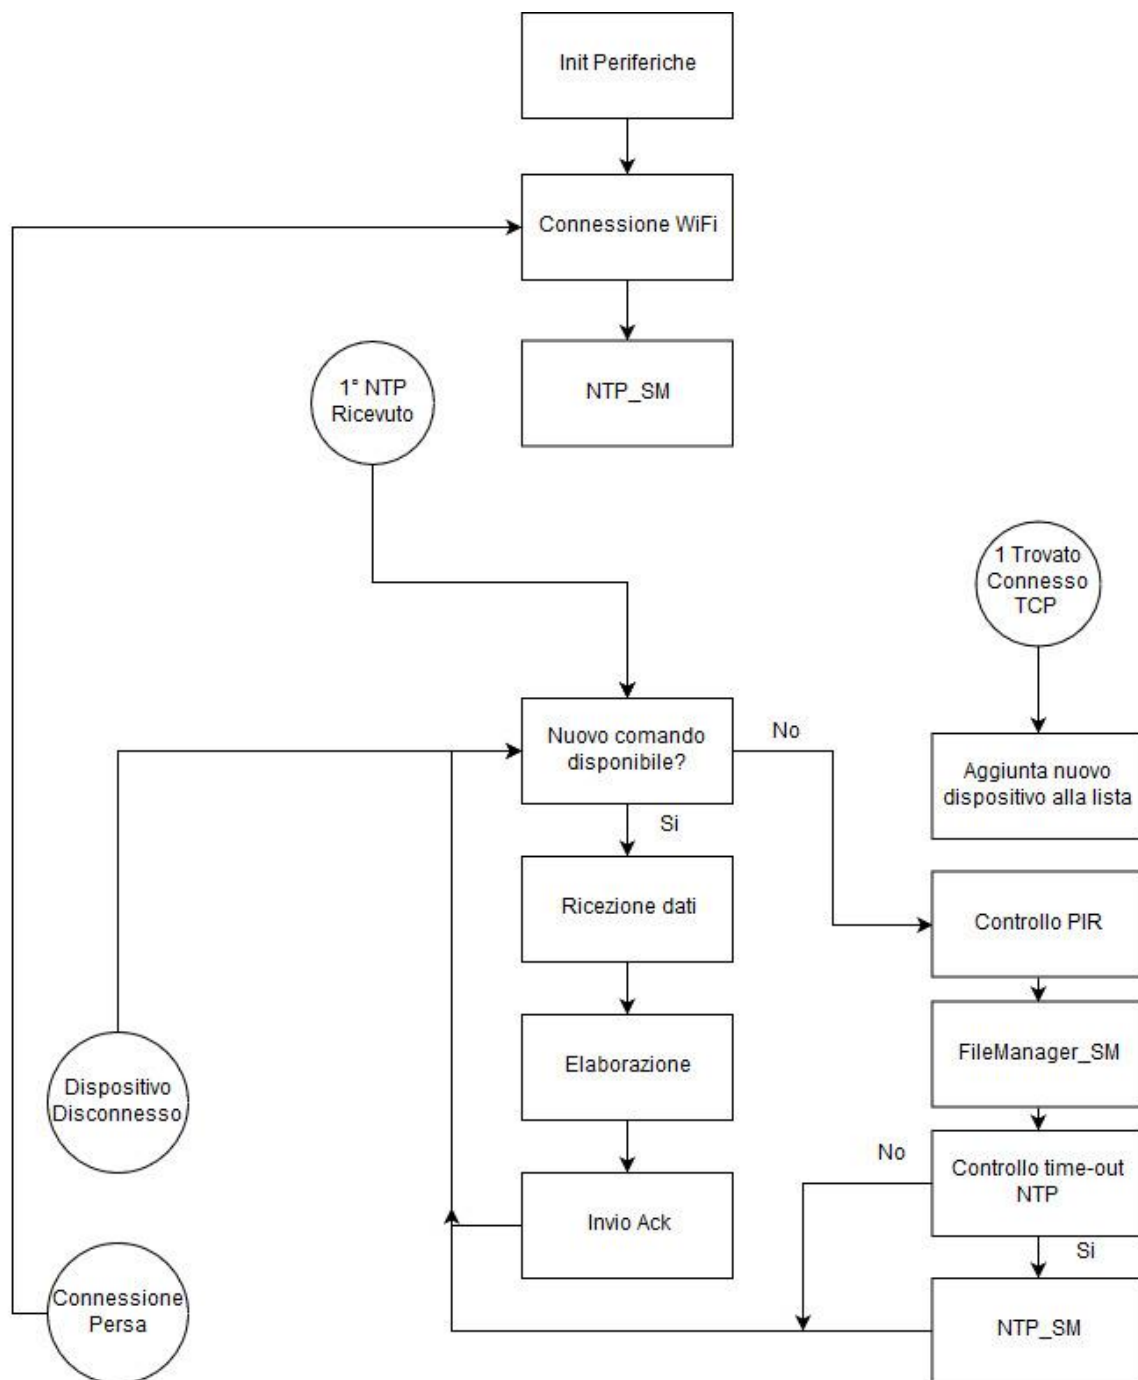 Init Periferiche
Connessione WiFi
1° NTP
Ricevuto
NTP_SM
1 Trovato
Connesso
TCP
Nuovo comando
disponibile?
No
Aggiunta nuovo
dispositivo alla lista
Si
Ricezione dati
Controllo PIR
Elaborazione
FileManager_SM
Dispositivo
Disconnesso
No
Controllo time-out
NTP
Invio Ack
Si
Connessione
Persa
NTP_SM